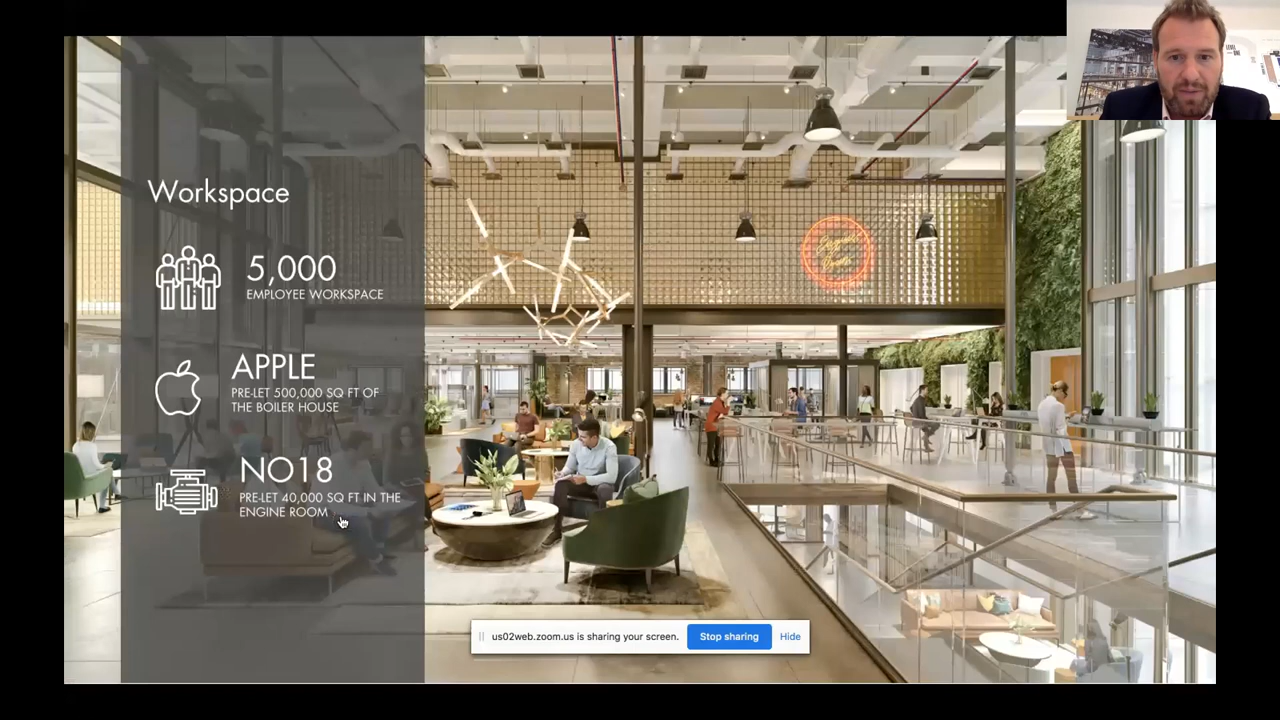 Workspace
5,000
EMPLOYEE WORKSPACE
APPLE
PRE-LET 500,000 SQ FT OF
THE BOILER HOUSE
NO18
PRE-LET 40,000 SQ FT IN THE
ENGINE ROOM
us02web.zoom.us is sharing your screen.
Stop sharing
Hide